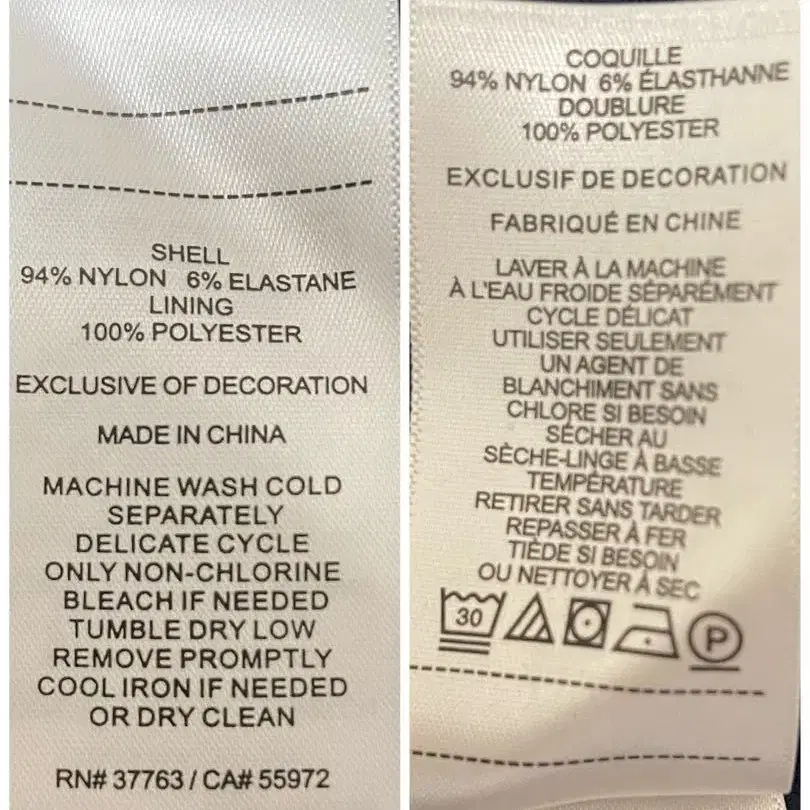 SHELL
94% NYLON 6% ELASTANE
LINING
100% POLYESTER
EXCLUSIVE OF DECORATION
MADE IN CHINA
MACHINE WASH COLD
SEPARATELY
DELICATE CYCLE
ONLY NON-CHLORINE
BLEACH IF NEEDED
TUMBLE DRY LOW
REMOVE PROMPTLY
COOL IRON IF NEEDED
OR DRY CLEAN
RN# 37763 / CA# 55972
COQUILLE
94% NYLON 6% ÉLASTHANNE
DOUBLURE
100% POLYESTER
EXCLUSIF DE DECORATION
FABRIQUÉ EN CHINE
LAVER À LA MACHINE
À L'EAU FROIDE SÉPARÉMENT
CYCLE DÉLICAT
UTILISER SEULEMENT
UN AGENT DE
BLANCHIMENT SANS
CHLORE SI BESOIN
SÉCHER AU
SÈCHE-LINGE À BASSE
TEMPÉRATURE
RETIRER SANS TARDER
REPASSER À FER
TIÈDE SI BESOIN
OU NETTOYER À SEC
30 P